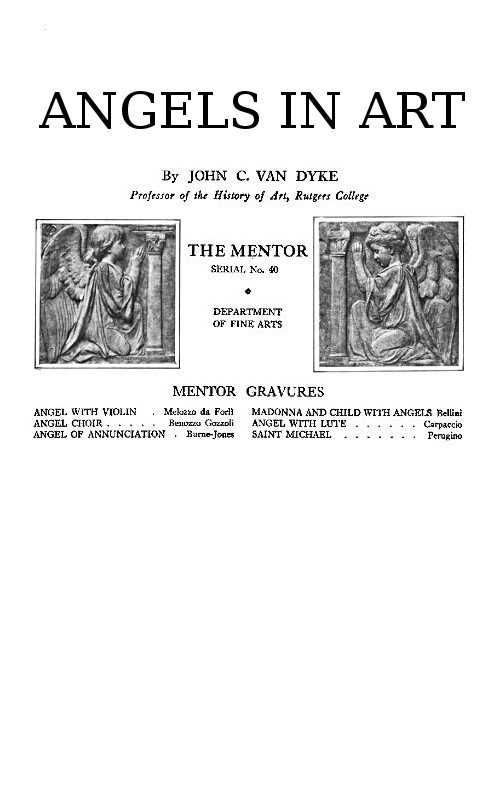 ANGELS IN ART
By JOHN C. VAN DYKE
Professor of the History of Art, Rutgers College
THE MENTOR
SERIAL No. 40
DEPARTMENT
OF FINE ARTS
MENTOR GRAVURES
ANGEL WITH VIOLIN . Melozzo da Forlì
ANGEL CHOIR . . . . . Benozzo Gozzoli
ANGEL OF ANNUNCIATION . Burne-Jones
MADONNA AND CHILD WITH ANGELS Bellini
ANGEL WITH LUTE . . . . . . Carpaccio
SAINT MICHAEL . . . . . . . Perugino